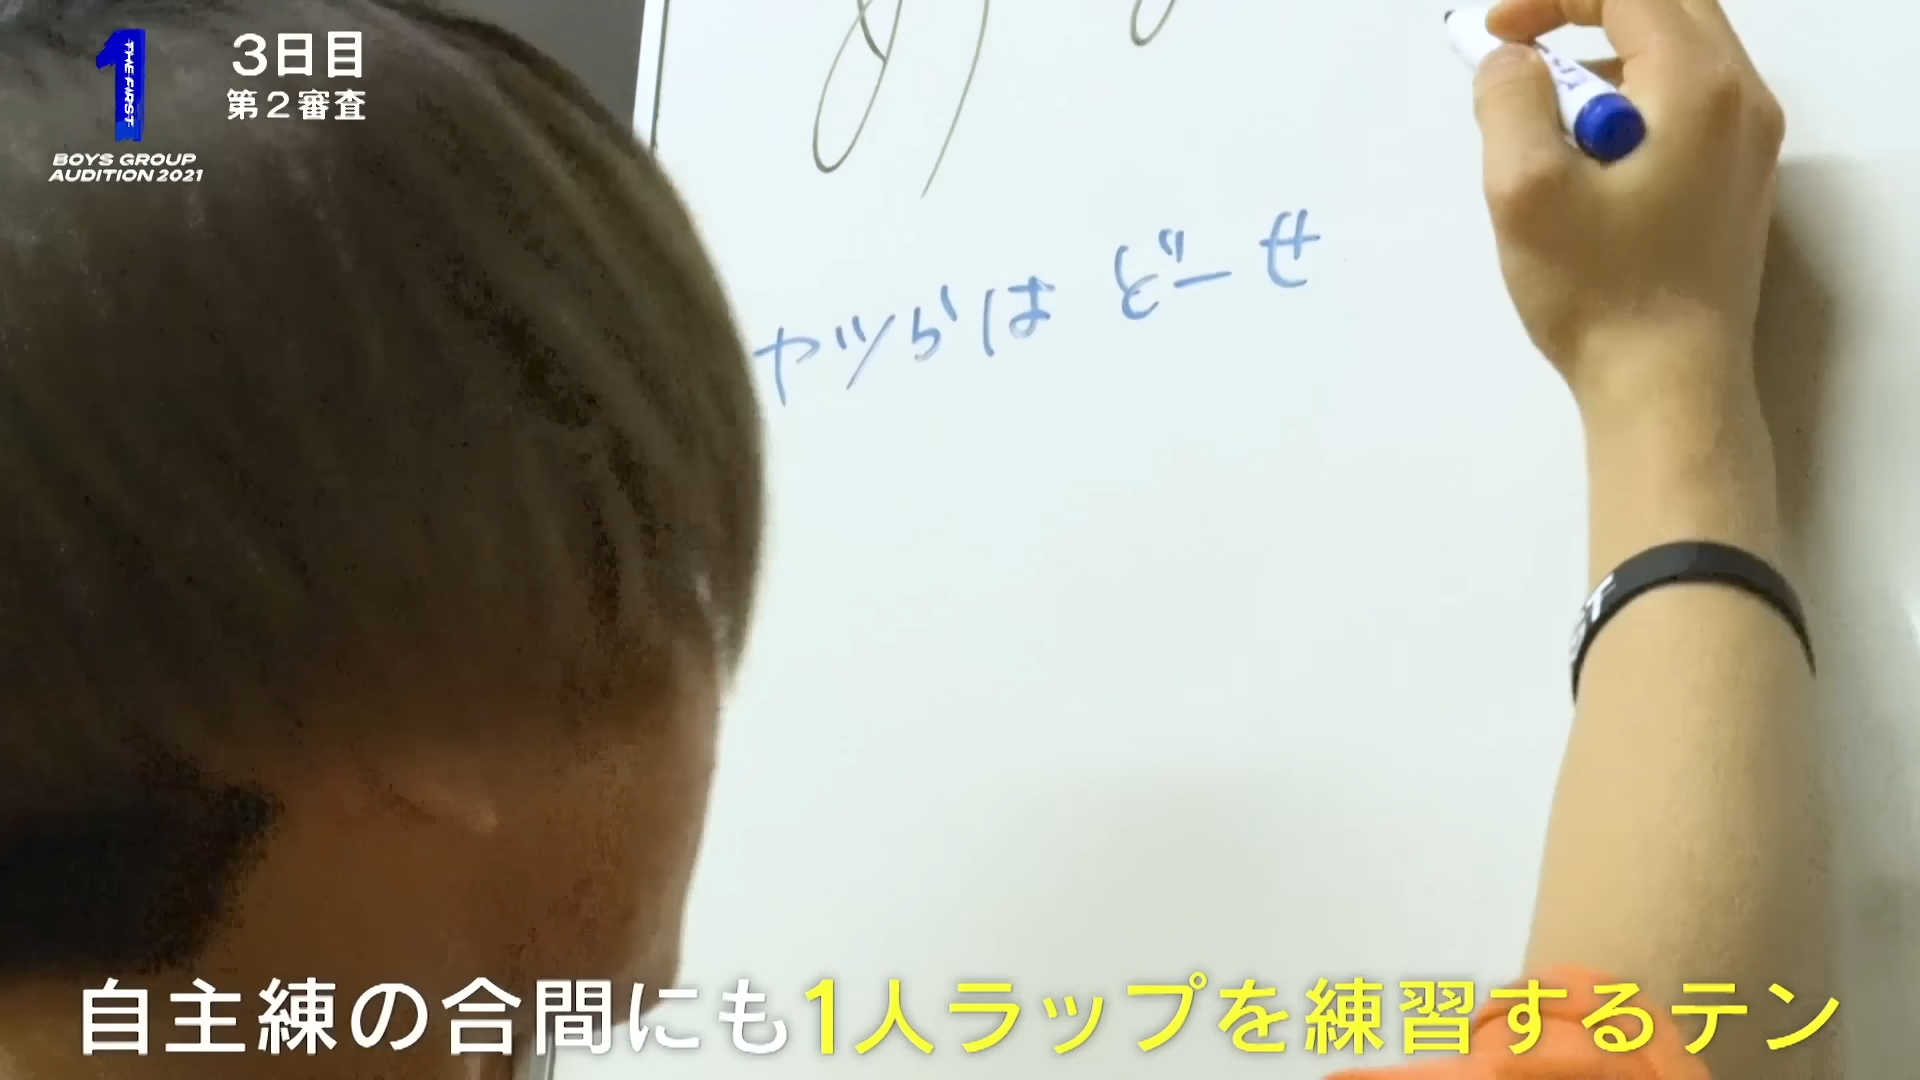 THE FIRST
BOYS GROUP
AUDITION 2021
3日目
第2審査
ヤツらは どーせ
自主練の合間にも1人ラップを練習するテン